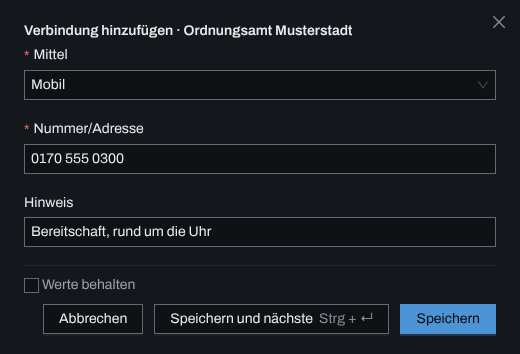 Verbindung hinzufügen · Ordnungsamt Musterstadt
* Mittel
Mobil
* Nummer/Adresse
0170 555 0300
Hinweis
Bereitschaft, rund um die Uhr
Werte behalten
Abbrechen
Speichern und nächste Strg + ↵
Speichern